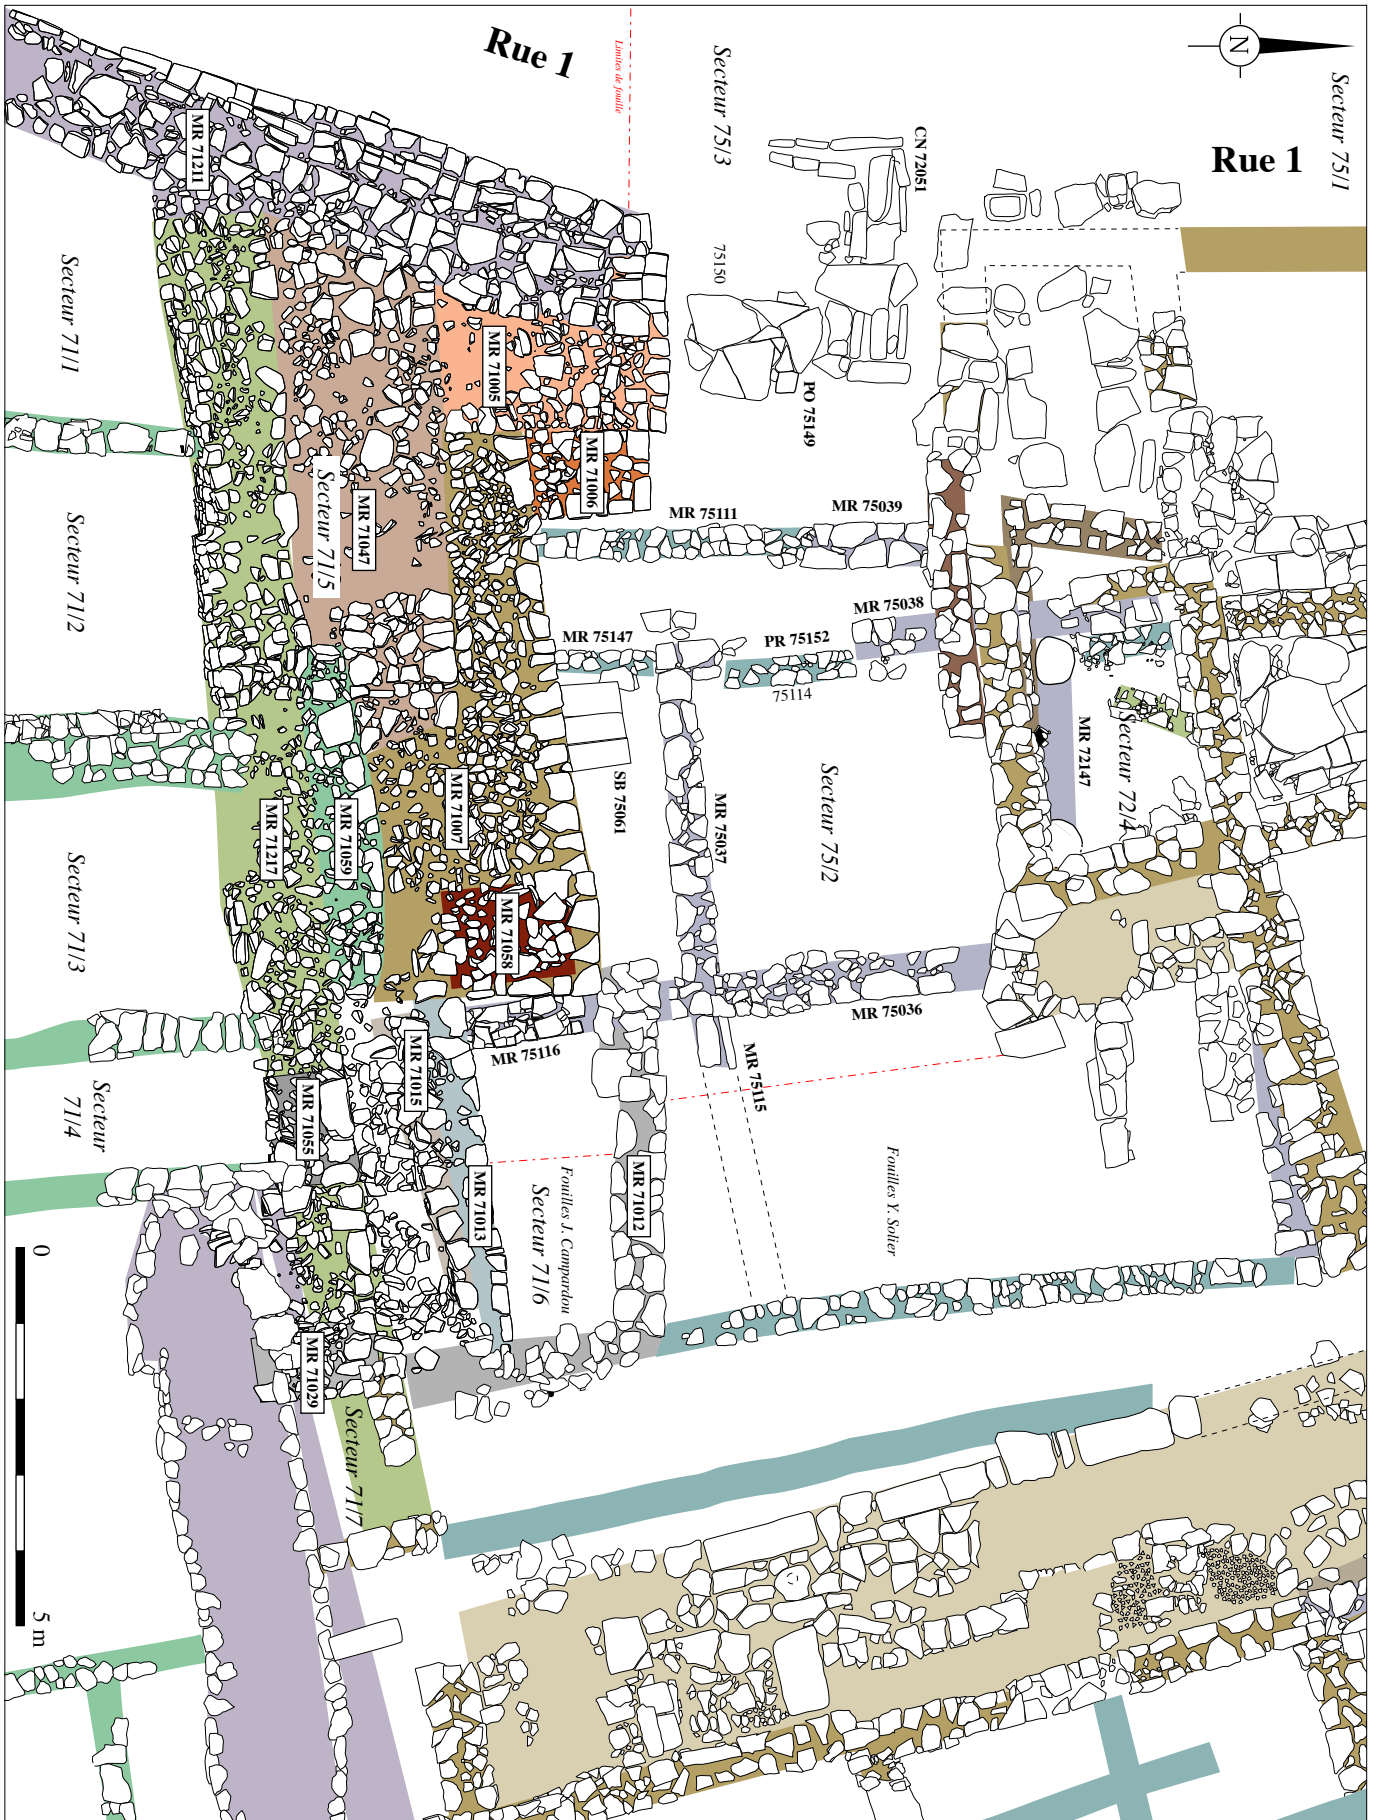 Rue 1
Limites de fouille
Secteur 75/3
N
Secteur 75/1
Rue 1
CN 72051
MR 71211
75150
Secteur 71/1
MR 71005
PO 75149
MR 71006
Secteur 71/5
MR 71047
MR 75111
MR 75039
Secteur 71/2
MR 75147
PR 75152
75114
MR 75038
MR 72147
Secteur 72/4
SB 75061
MR 75037
Secteur 75/2
MR 71007
MR 71059
MR 71217
Secteur 71/3
MR 71058
MR 75036
MR 75116
MR 75115
MR 71015
MR 71055
Secteur
71/4
MR 71013
MR 71012
Fouilles J. Campardon
Secteur 71/6
Fouilles Y. Solier
MR 71029
Secteur 71/7
0
5 m